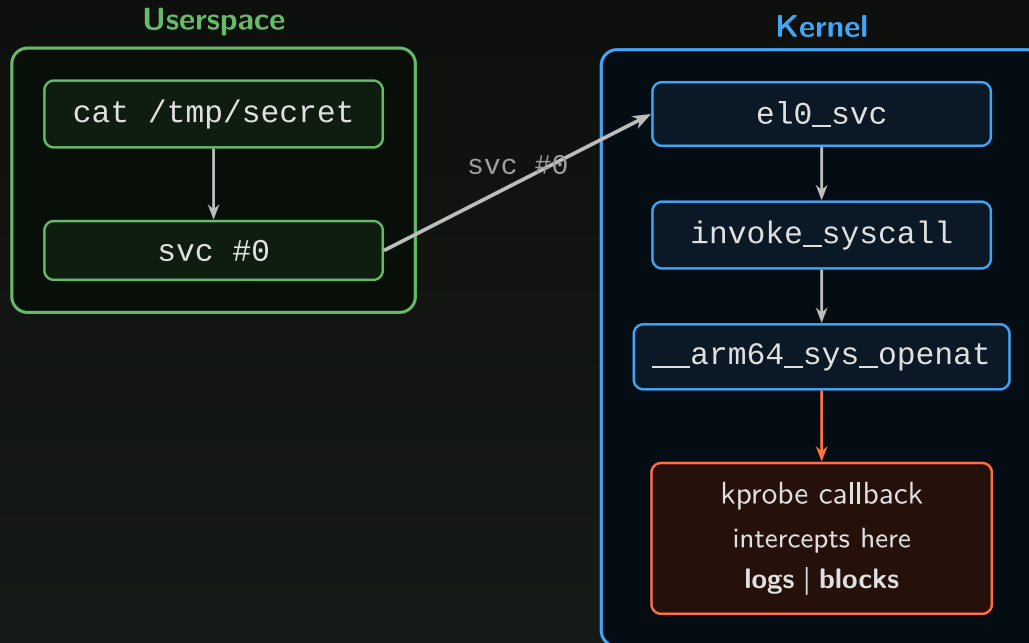 Userspace
cat /tmp/secret
svc #0
svc #0
Kernel
el0_svc
invoke_syscall
__arm64_sys_openat
kprobe callback
intercepts here
logs | blocks